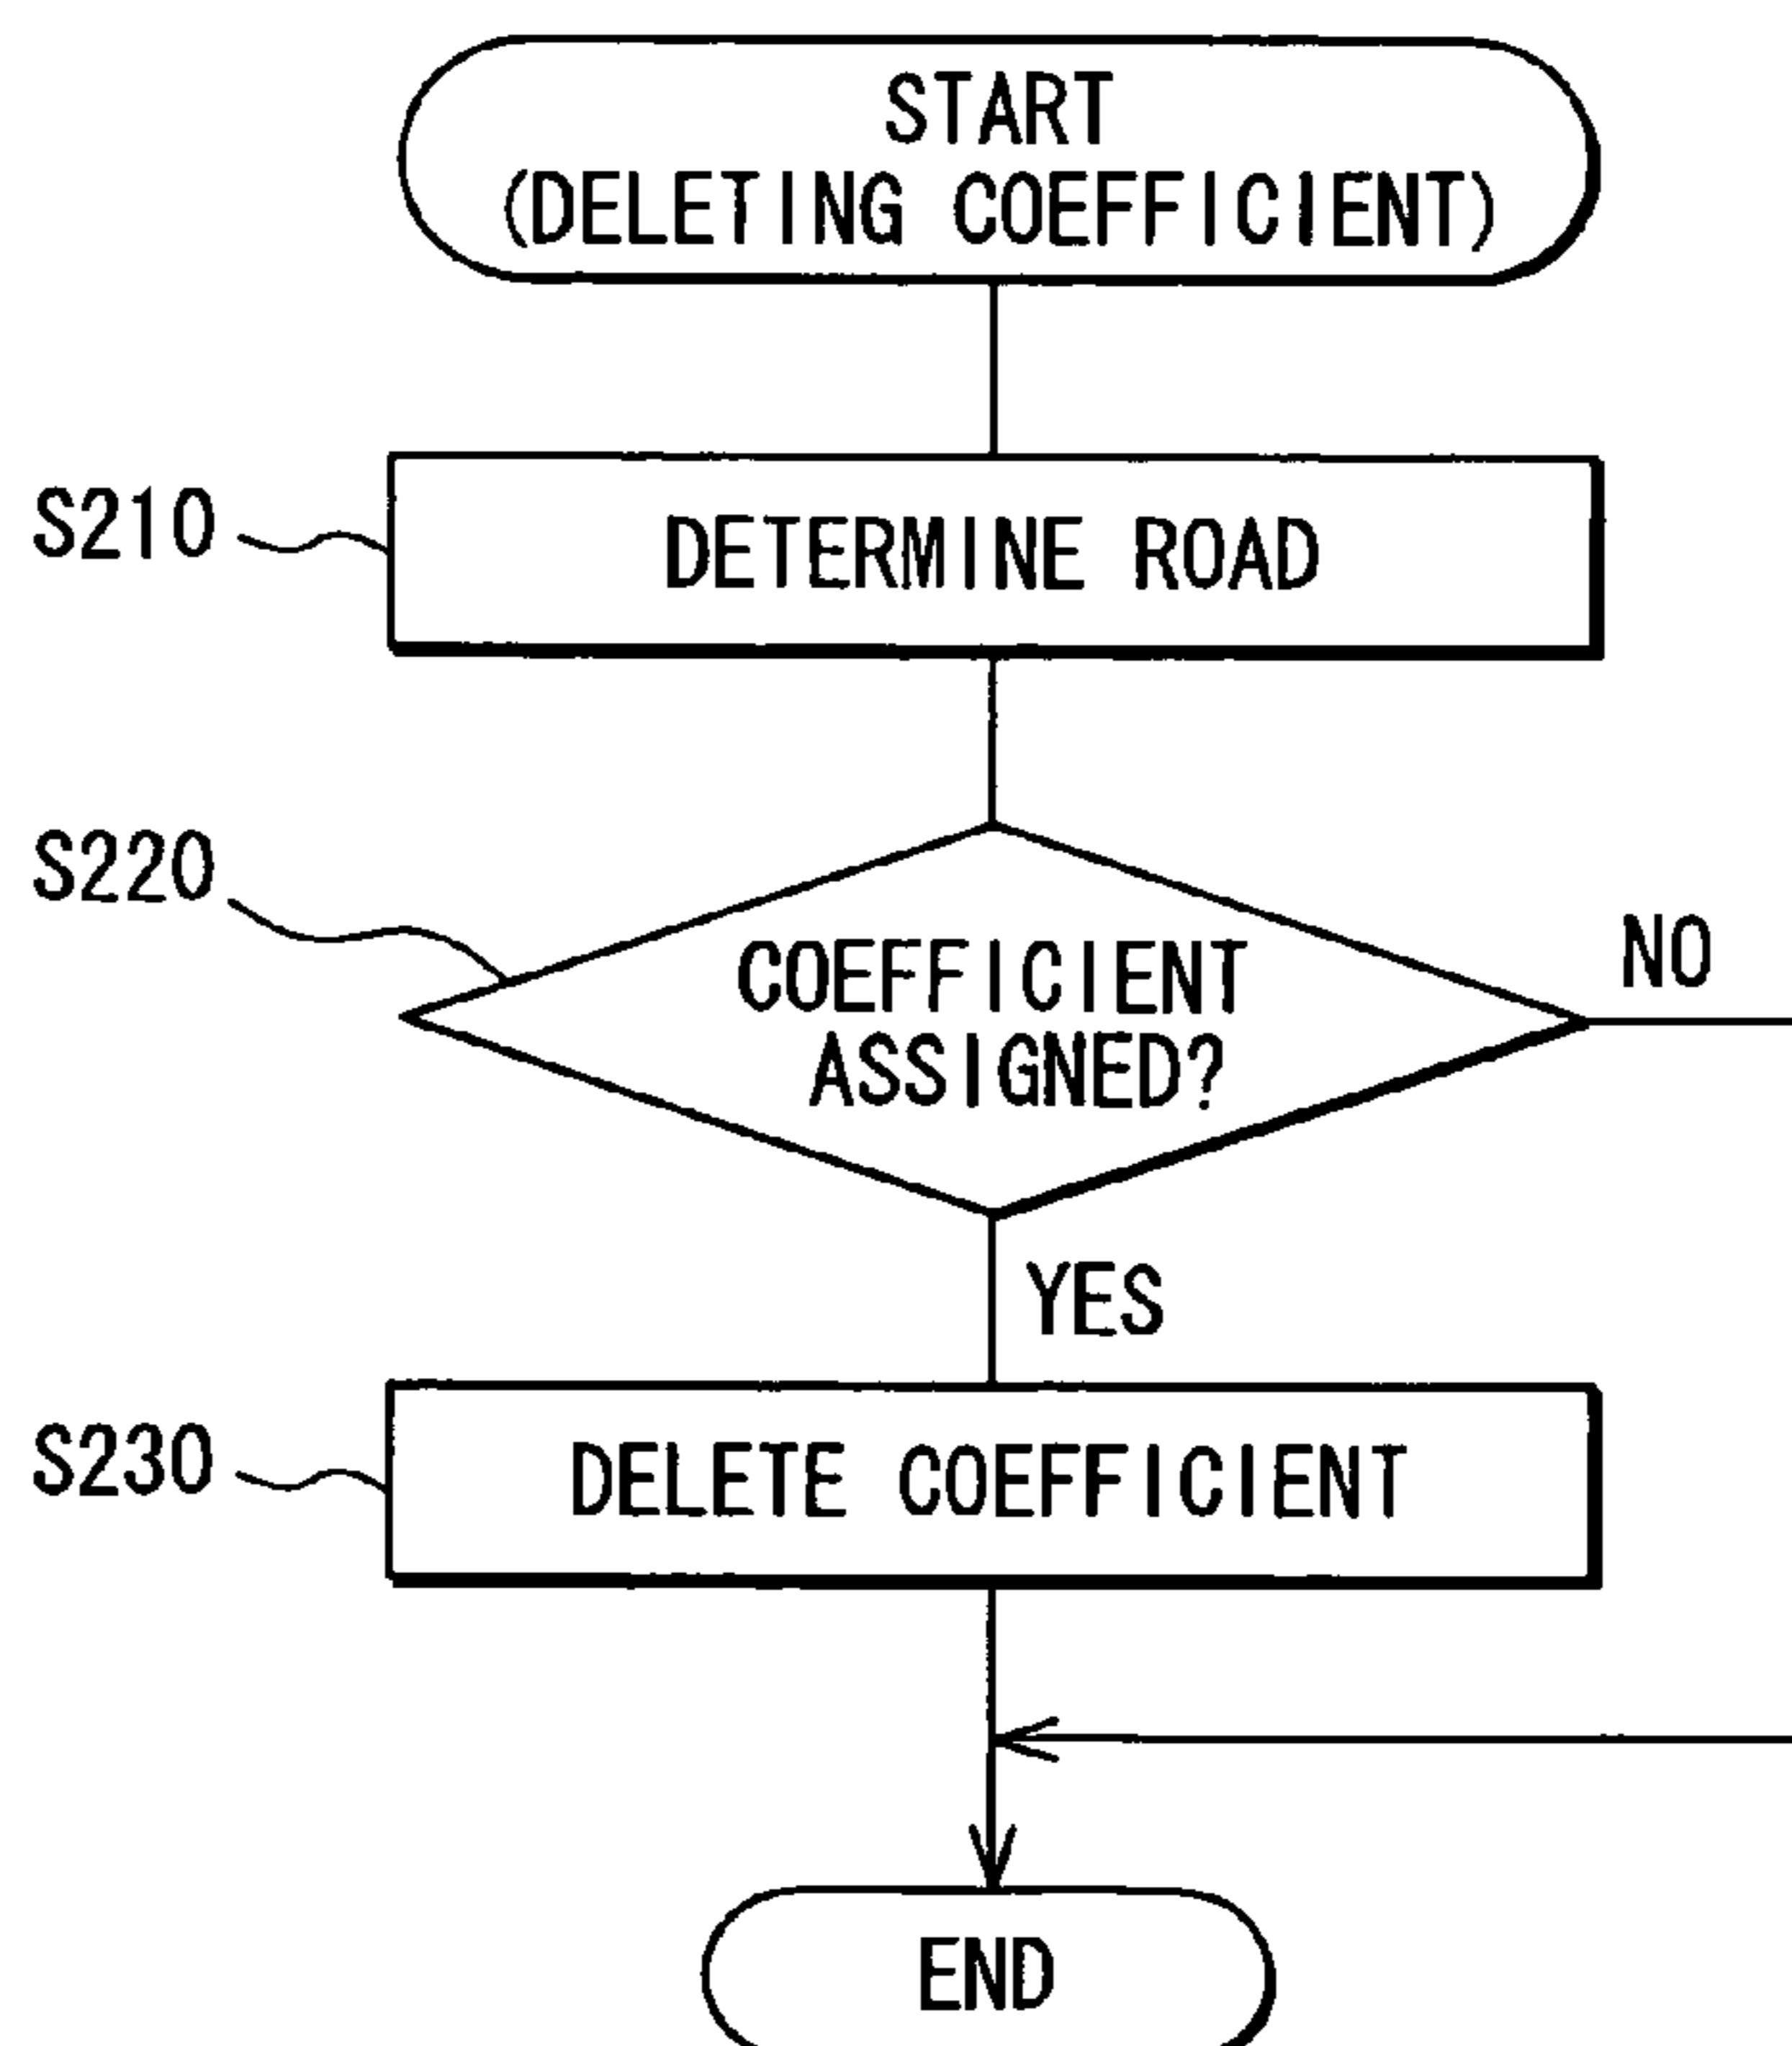 START
(DELETING COEFFICIENT)
S210
DETERMINE ROAD
S220
COEFFICIENT
ASSIGNED?
NO
YES
S230
DELETE COEFFICIENT
END